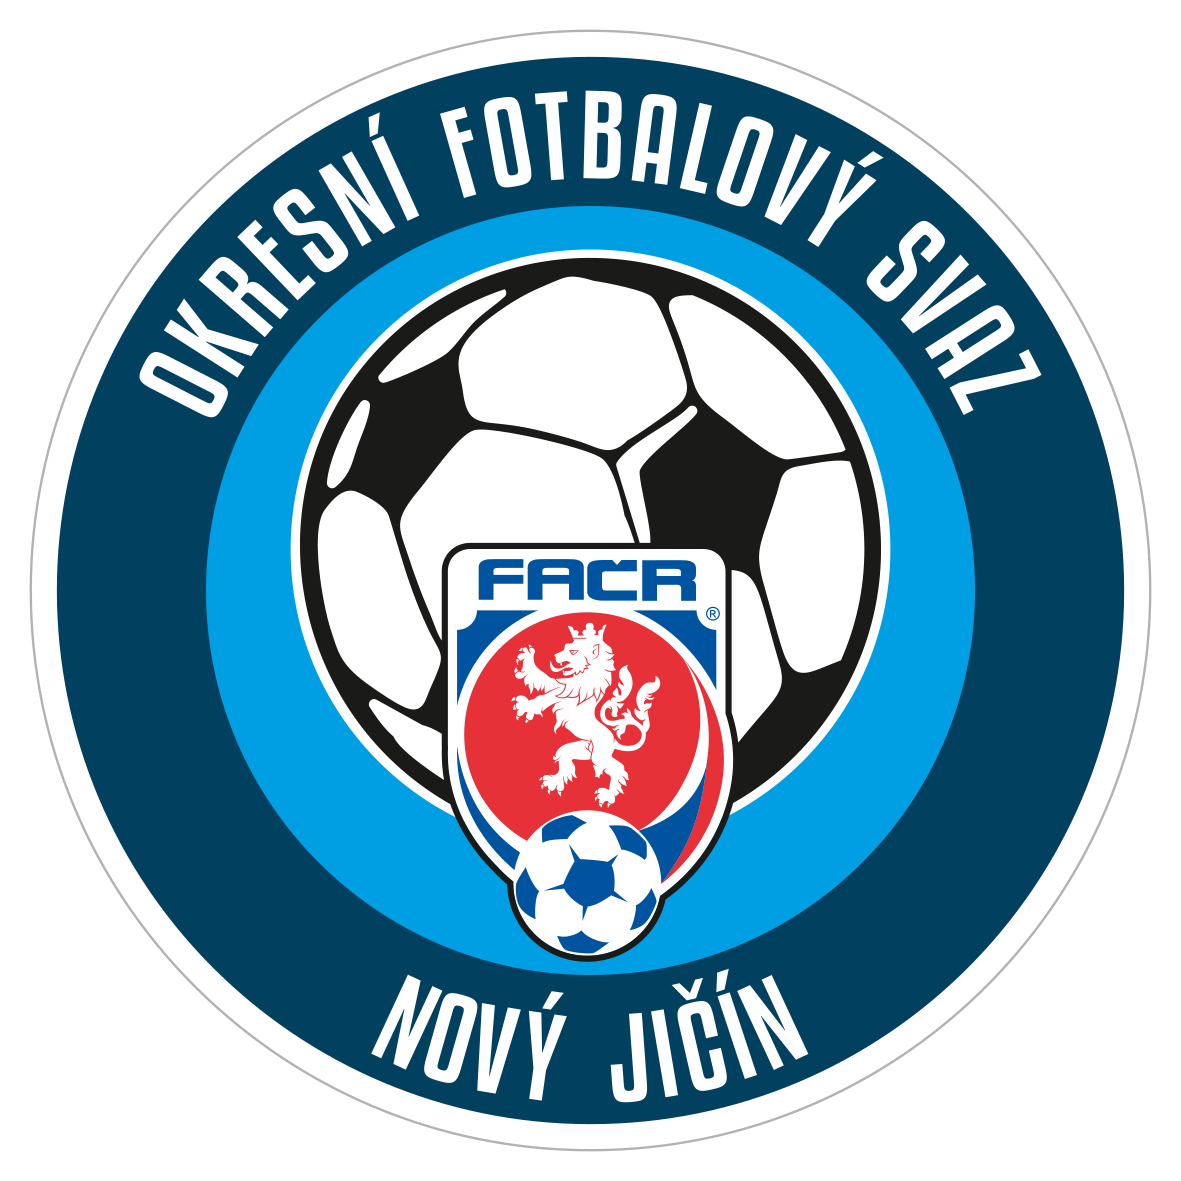 OKRESNÍ FOTBALOVÝ SVAZ
FAČR
®
NOVÝ JIČÍN